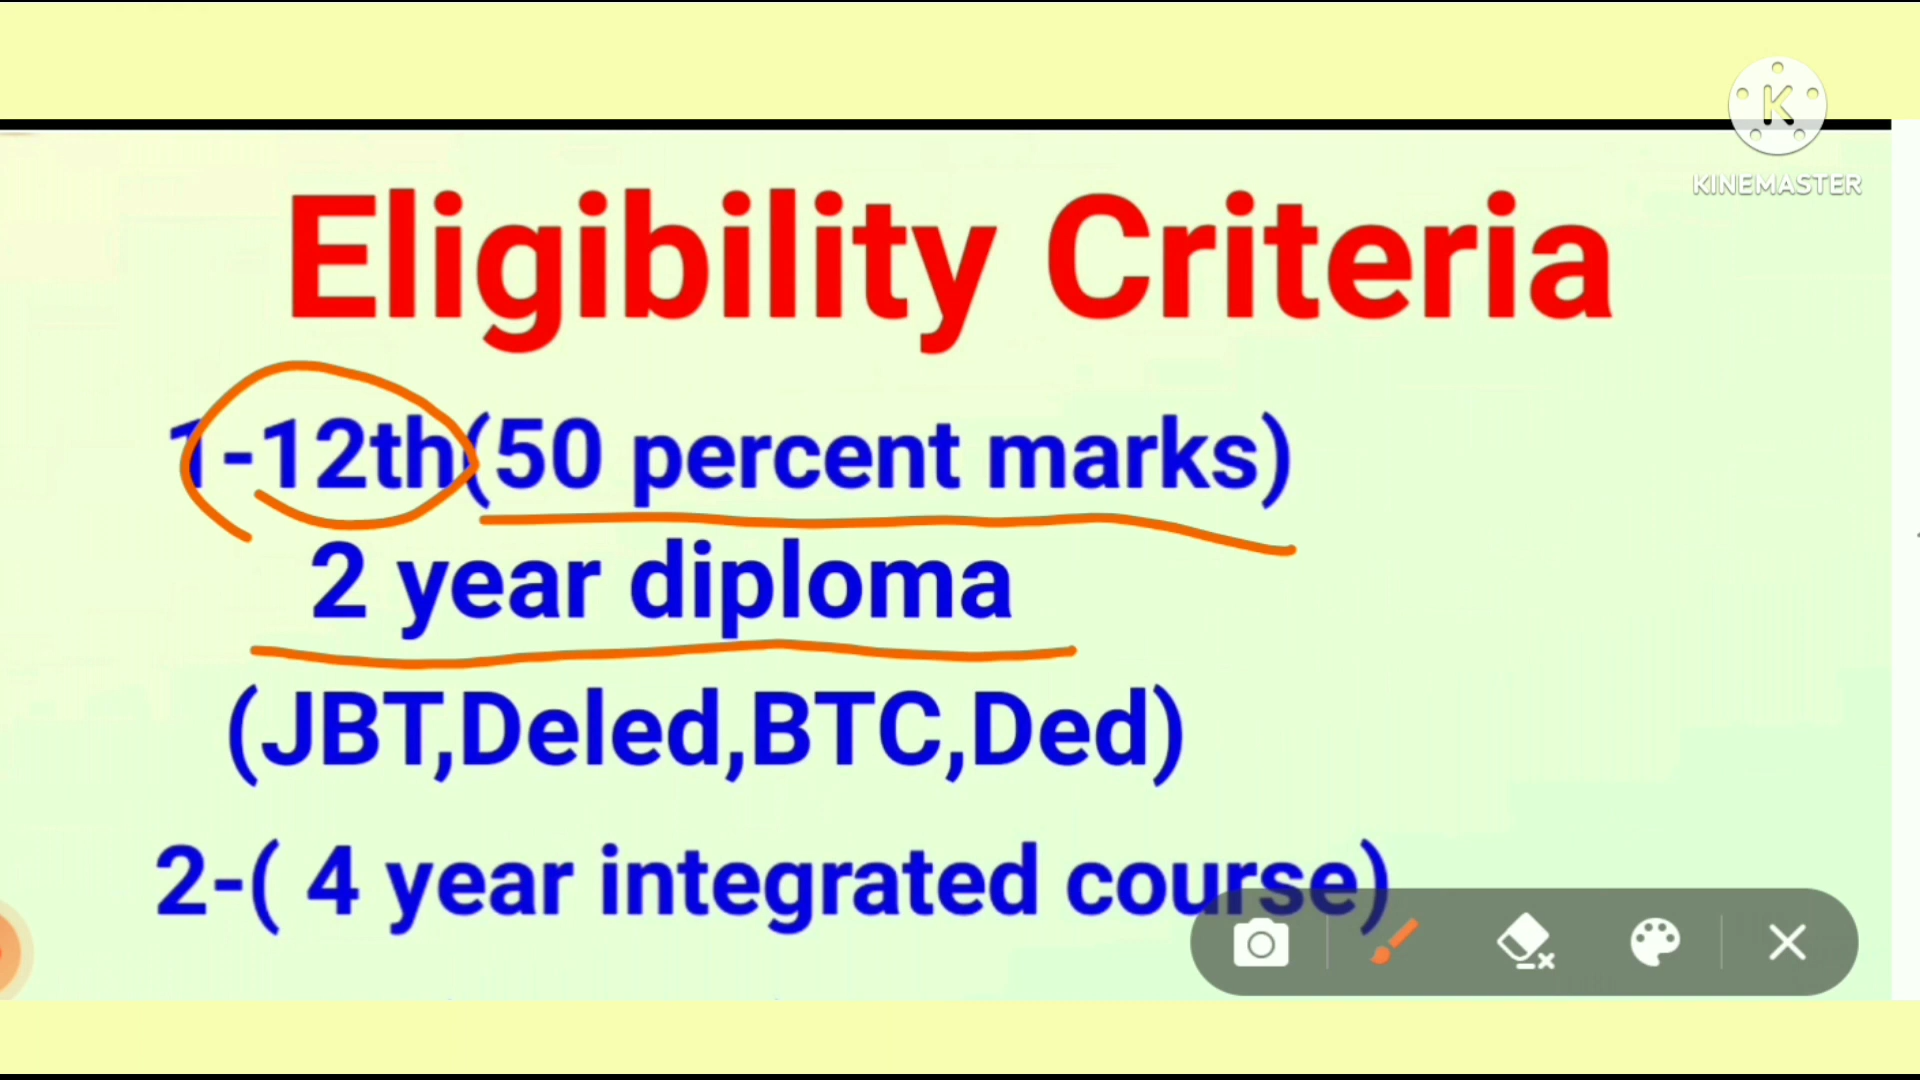 K
KINEMASTER
Eligibility Criteria
1-12th(50 percent marks)
2 year diploma
(JBT,Deled,BTC,Ded)
2-( 4 year integrated course)